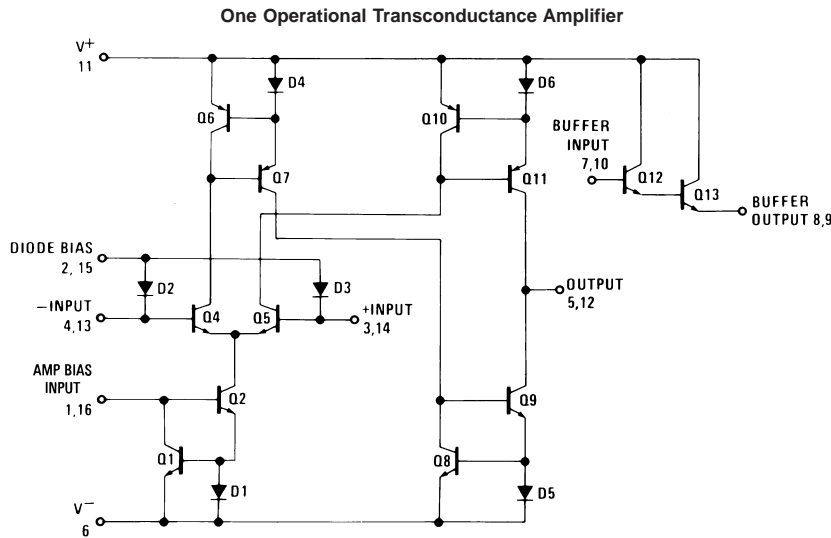 One Operational Transconductance Amplifier
V+
11
D4
D6
Q6
Q10
BUFFER
INPUT
7,10
Q7
Q11
Q12
Q13
BUFFER
OUTPUT 8,9
DIODE BIAS
2, 15
D2
D3
OUTPUT
5,12
−INPUT
4,13
Q4
Q5
+INPUT
3,14
AMP BIAS
INPUT
1,16
Q2
Q9
Q1
Q8
D1
D5
V−
6